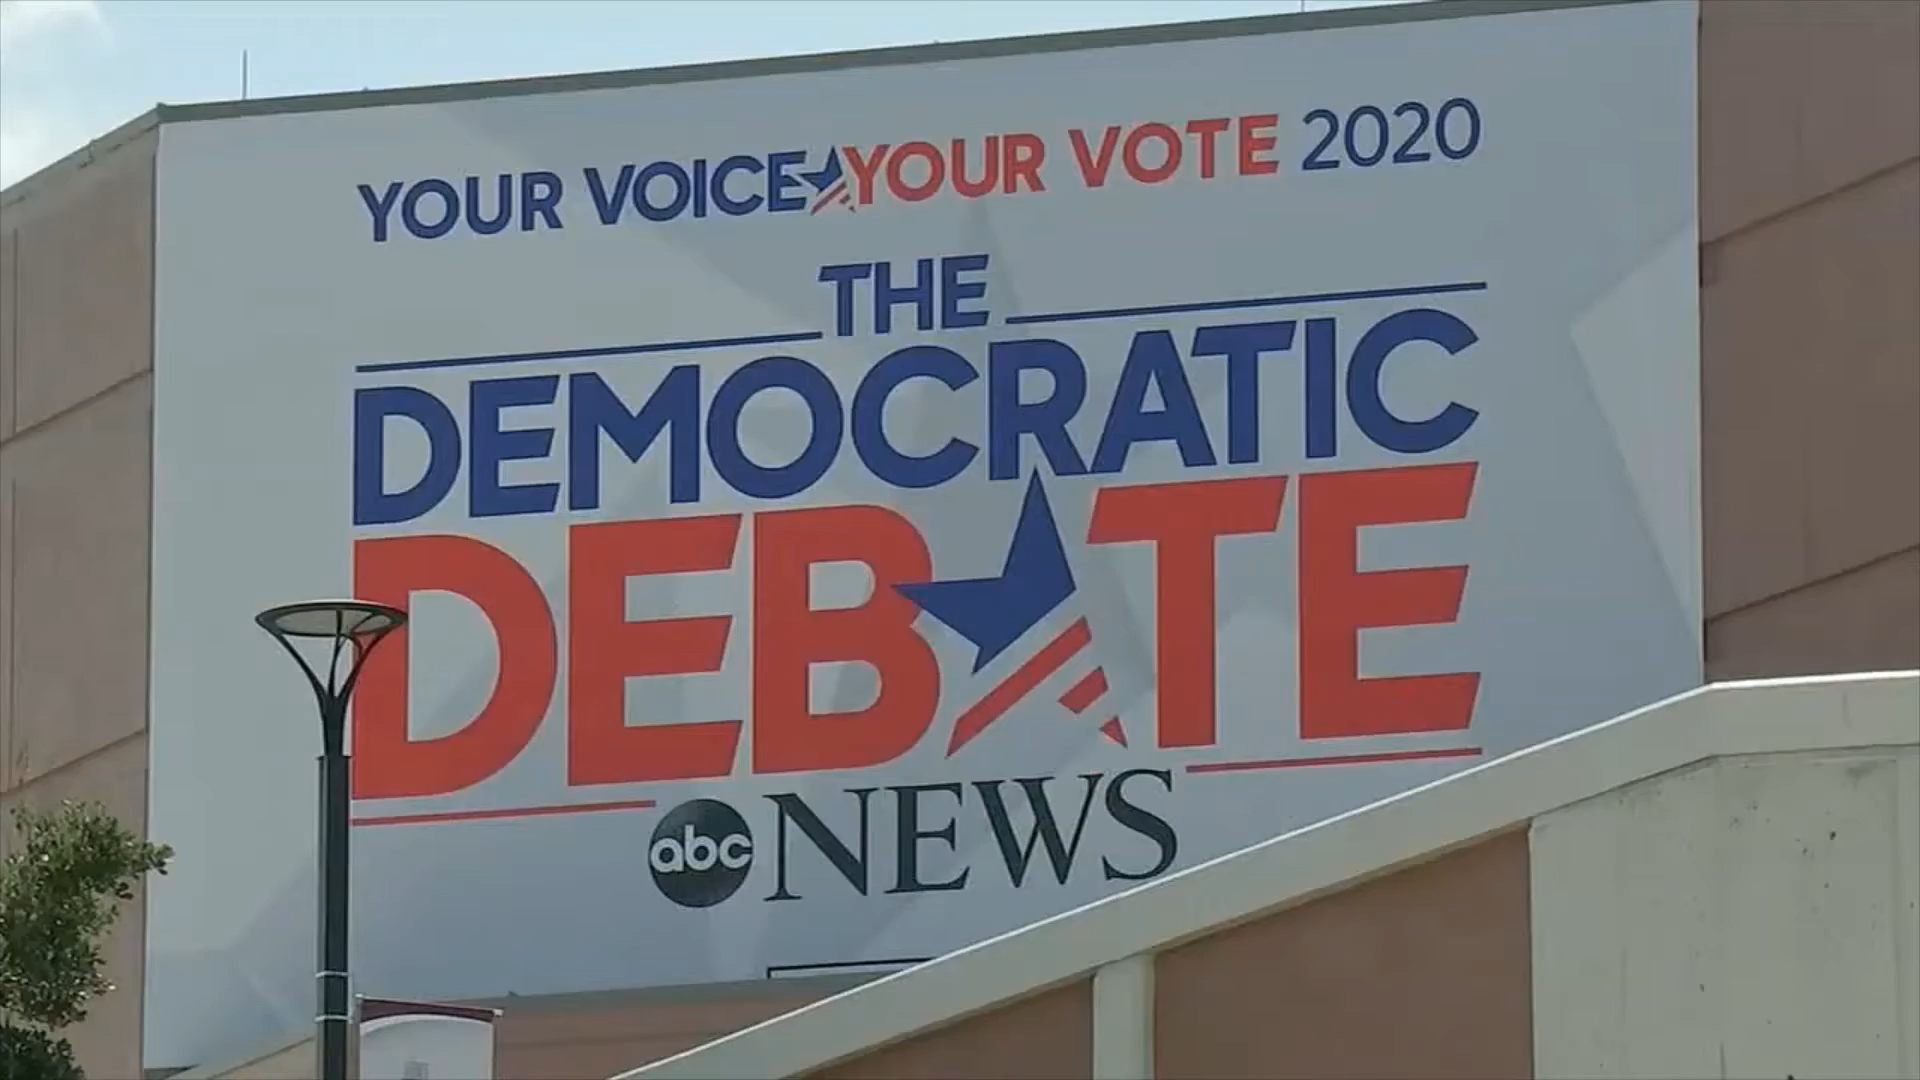 YOUR VOICE YOUR VOTE 2020
THE
DEMOCRATIC
DEBATE
abc NEWS